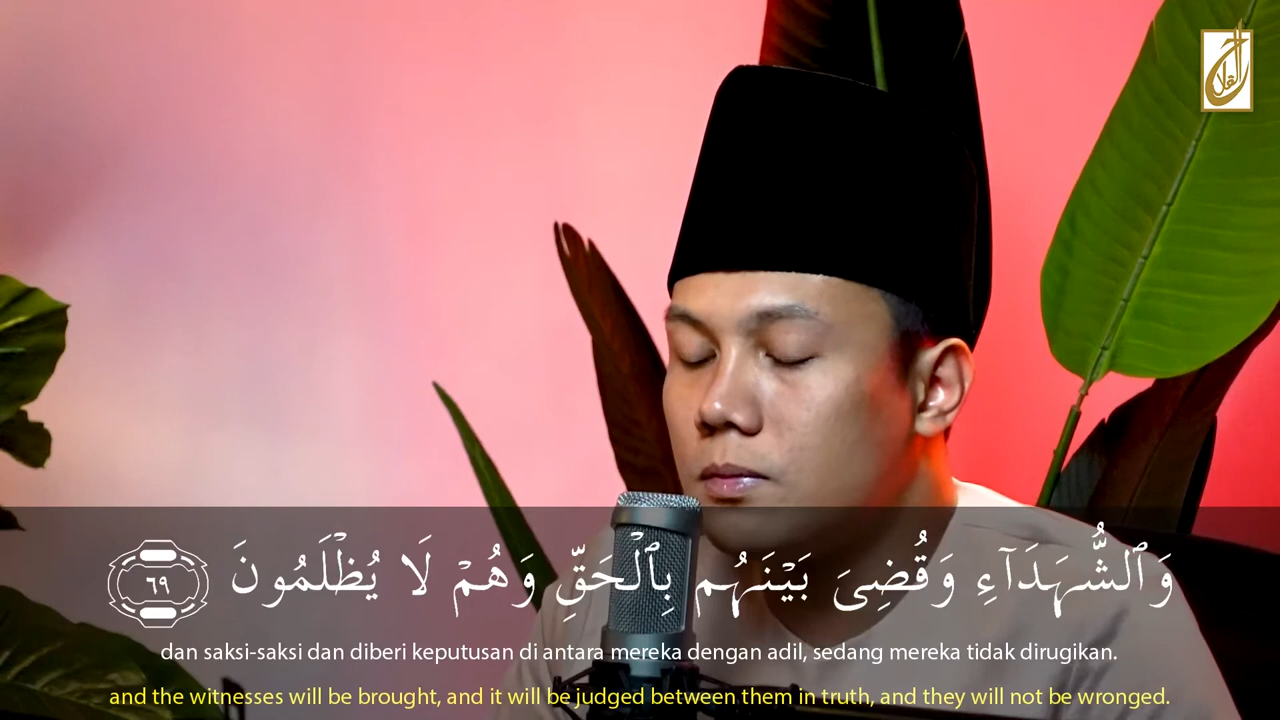 وَٱلشُّهَدَآءِ وَقُضِىَ بَيْنَهُم بِٱلْحَقِّ وَهُمْ لَا يُظْلَمُونَ ٦٩
dan saksi-saksi dan diberi keputusan di antara mereka dengan adil, sedang mereka tidak dirugikan.
and the witnesses will be brought, and it will be judged between them in truth, and they will not be wronged.